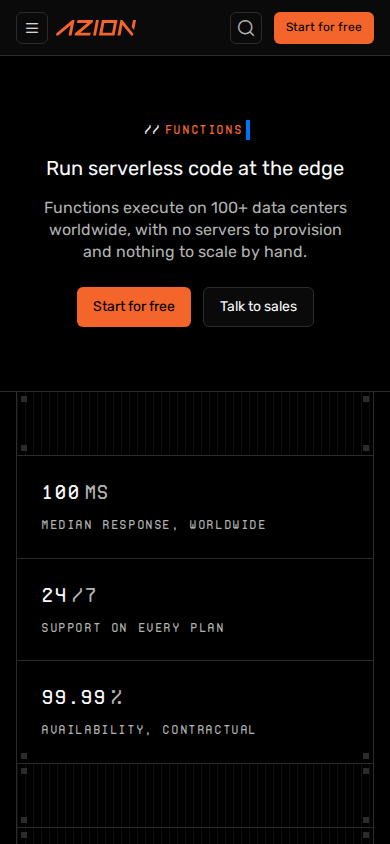 AZION
Start for free
// FUNCTIONS
Run serverless code at the edge
Functions execute on 100+ data centers
worldwide, with no servers to provision
and nothing to scale by hand.
Start for free
Talk to sales
100 MS
MEDIAN RESPONSE, WORLDWIDE
24/7
SUPPORT ON EVERY PLAN
99.99%
AVAILABILITY, CONTRACTUAL